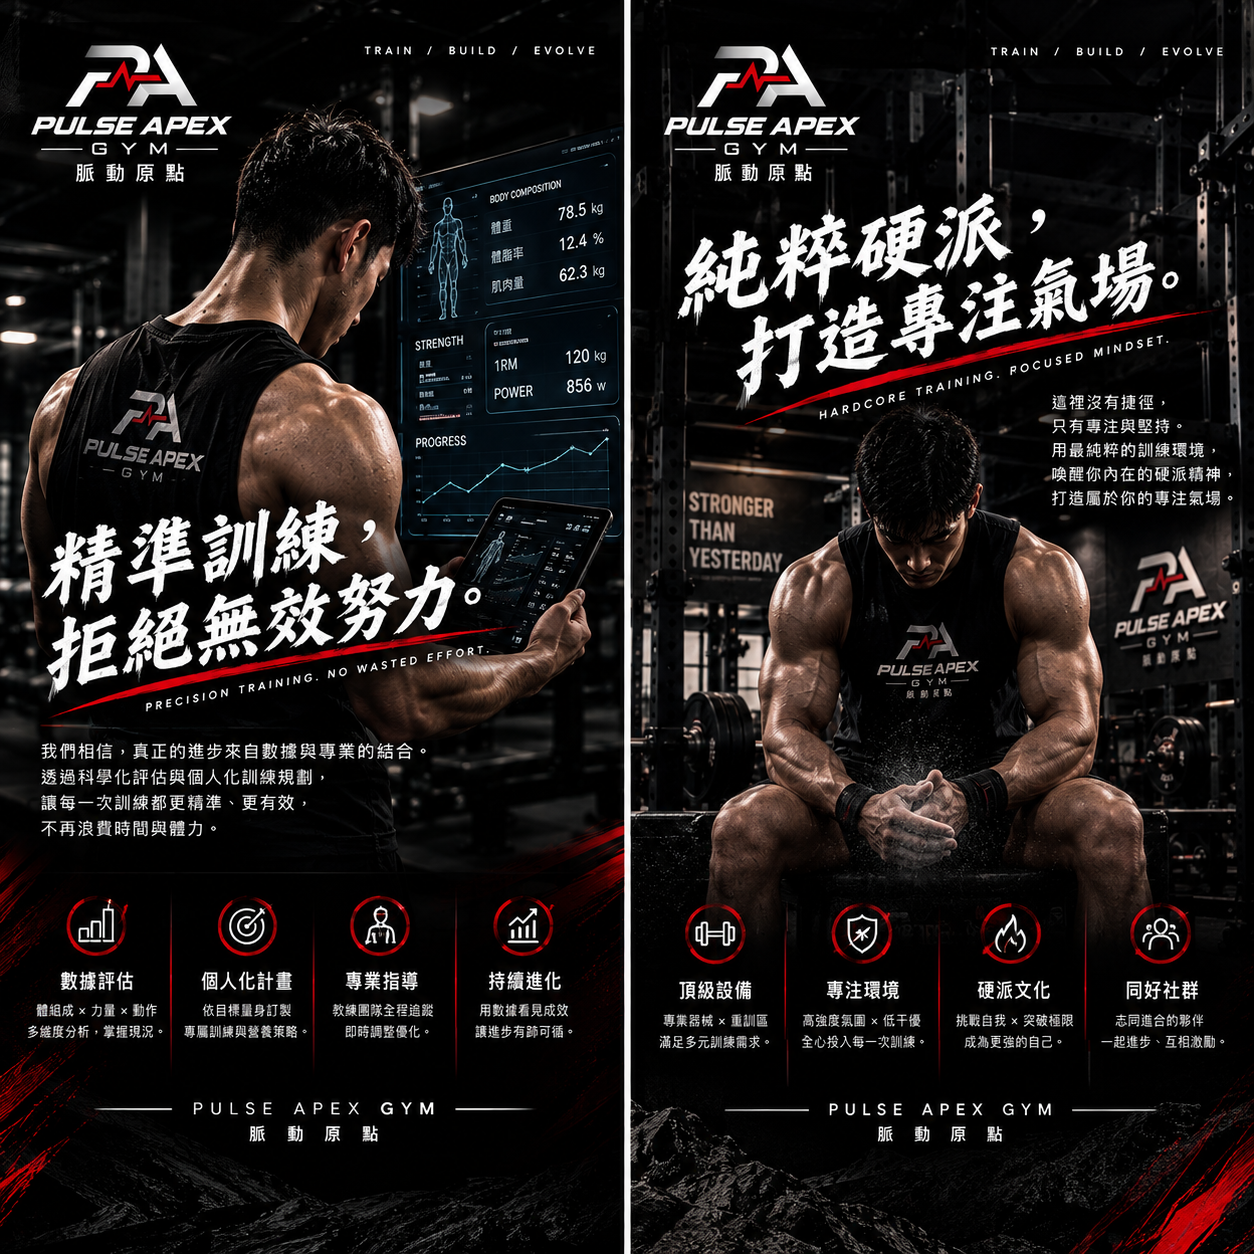 PULSE APEX
GYM
脈動原點
TRAIN / BUILD / EVOLVE
BODY COMPOSITION
體重
78.5 kg
體脂率
12.4 %
肌肉量
62.3 kg
STRENGTH
1RM
120 kg
POWER
856 w
PROGRESS
PULSE APEX
GYM
精準訓練，
拒絕無效努力。
PRECISION TRAINING. NO WASTED EFFORT.
我們相信，真正的進步來自數據與專業的結合。
透過科學化評估與個人化訓練規劃，
讓每一次訓練都更精準、更有效，
不再浪費時間與體力。
數據評估
體組成 × 力量 × 動作
多維度分析，掌握現況。
個人化計畫
依目標量身訂製
專屬訓練與營養策略。
專業指導
教練團隊全程追蹤
即時調整優化。
持續進化
用數據看見成效
讓進步有跡可循。
PULSE APEX GYM
脈動原點
PULSE APEX
GYM
脈動原點
TRAIN / BUILD / EVOLVE
純粹硬派，
打造專注氣場。
HARDCORE TRAINING. FOCUSED MINDSET.
這裡沒有捷徑，
只有專注與堅持。
用最純粹的訓練環境，
喚醒你內在的硬派精神，
打造屬於你的專注氣場。
STRONGER
THAN
YESTERDAY
PULSE APEX
GYM
脈動原點
PULSE APEX
GYM
脈動原點
頂級設備
專業器械 × 重訓區
滿足多元訓練需求。
專注環境
高強度氣圍 × 低干優
全心投入每一次訓練。
硬派文化
挑戰自我 × 突破極限
成為更強的自己。
同好社群
志同道合的夥伴
一起進步、互相激勵。
PULSE APEX GYM
脈動原點